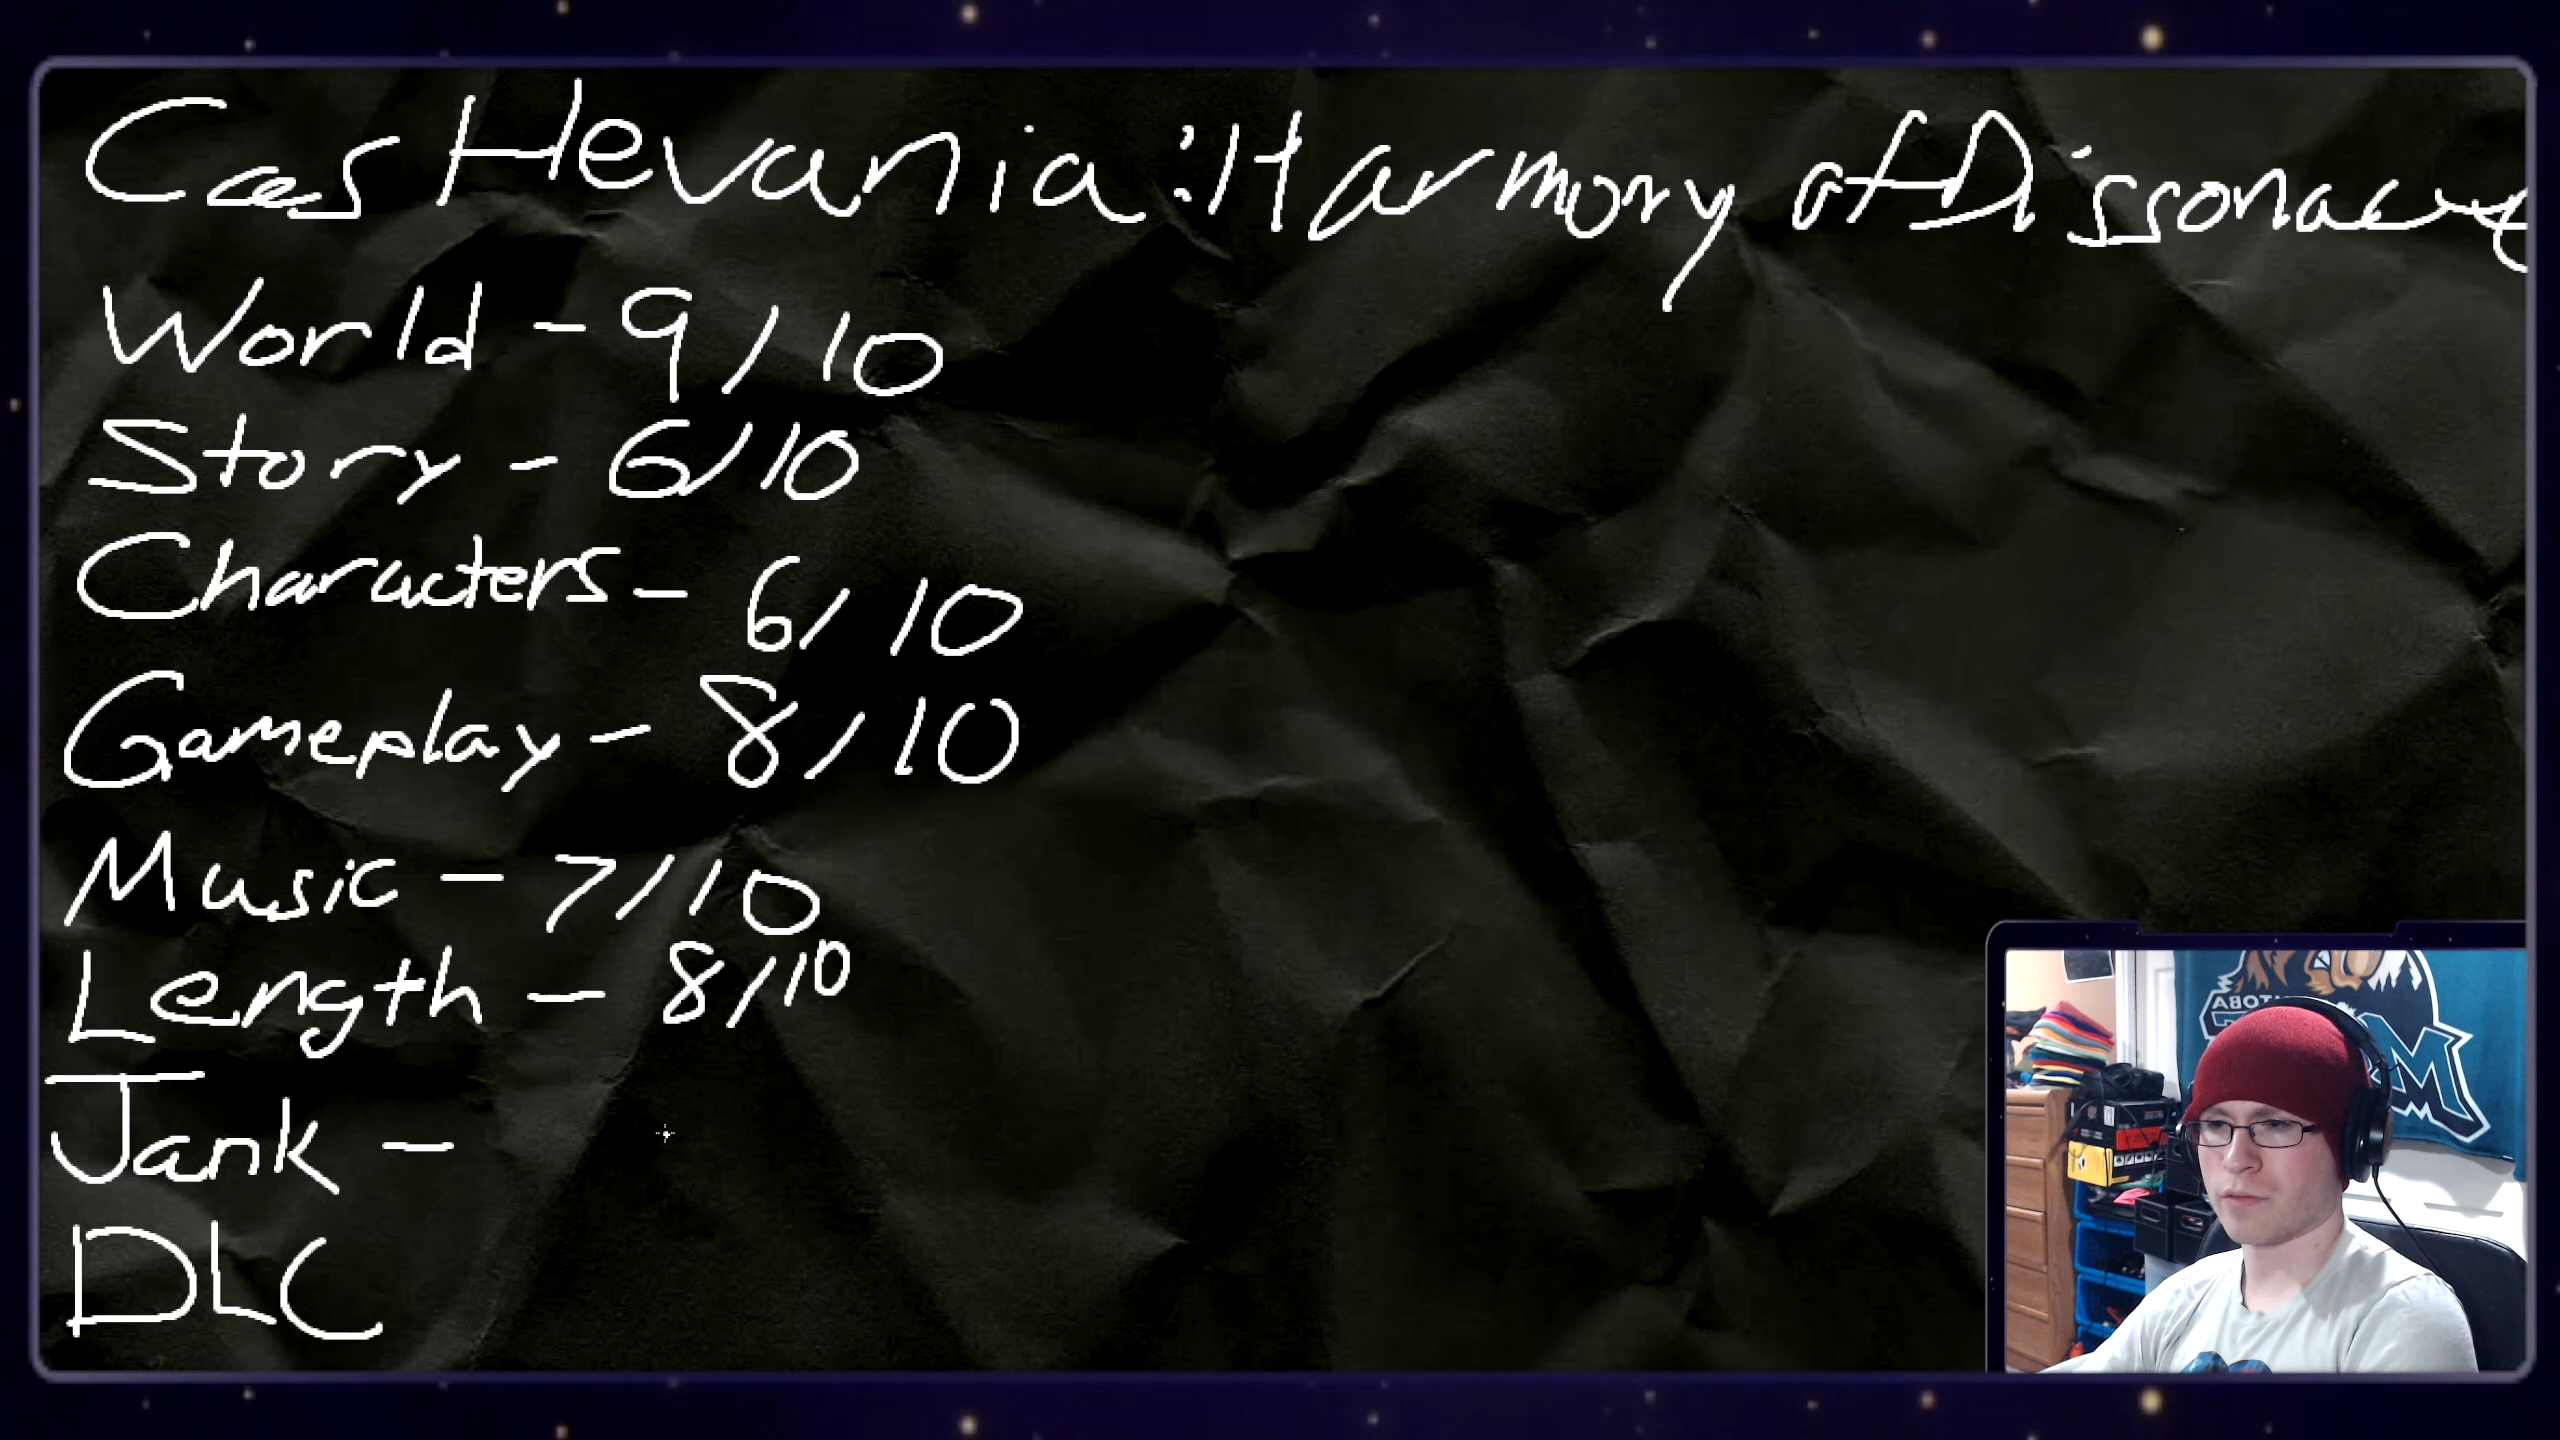 Castlevania: Harmony of Dissonace
World - 9/10
Story - 6/10
Characters - 6/10
Gameplay - 8/10
Music - 7/10
Length - 8/10
Jank -
DLC